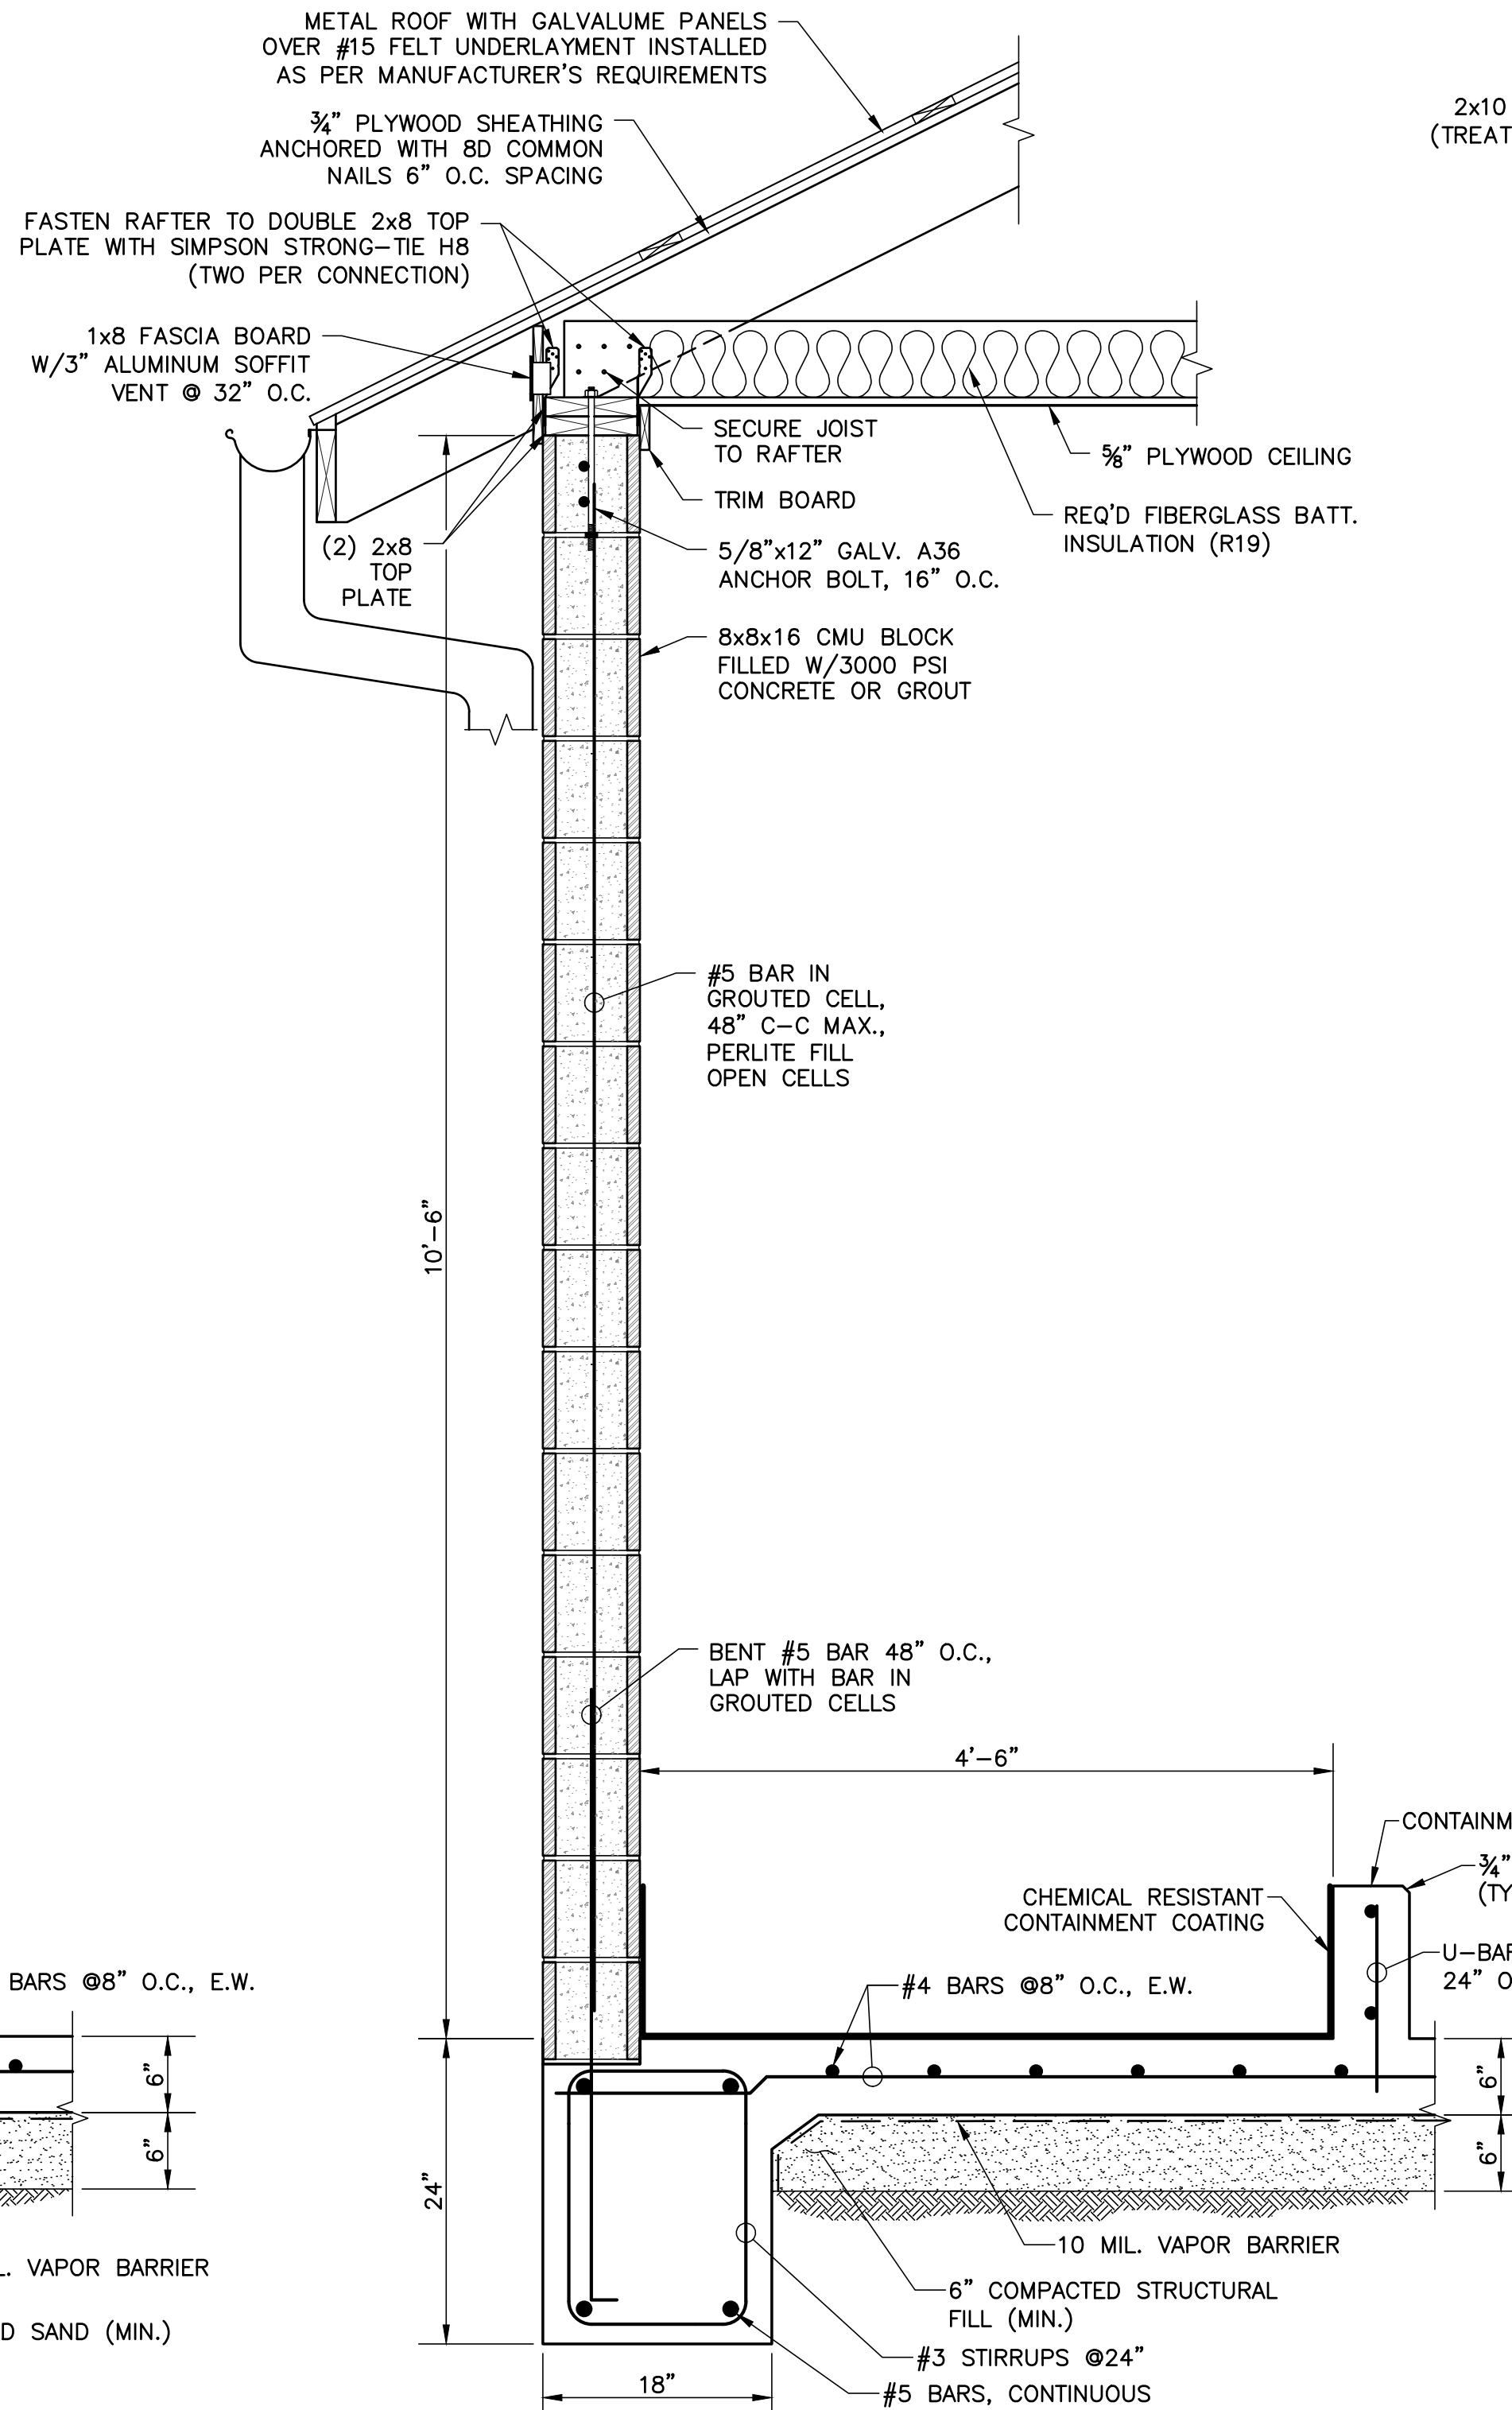 METAL ROOF WITH GALVALUME PANELS
OVER #15 FELT UNDERLAYMENT INSTALLED
AS PER MANUFACTURER'S REQUIREMENTS
2x10
(TREAT
¾" PLYWOOD SHEATHING
ANCHORED WITH 8D COMMON
NAILS 6" O.C. SPACING
FASTEN RAFTER TO DOUBLE 2x8 TOP
PLATE WITH SIMPSON STRONG-TIE H8
(TWO PER CONNECTION)
1x8 FASCIA BOARD
W/3" ALUMINUM SOFFIT
VENT @ 32" O.C.
SECURE JOIST
TO RAFTER
⅝" PLYWOOD CEILING
TRIM BOARD
REQ'D FIBERGLASS BATT.
INSULATION (R19)
(2) 2x8
TOP
PLATE
5/8"x12" GALV. A36
ANCHOR BOLT, 16" O.C.
8x8x16 CMU BLOCK
FILLED W/3000 PSI
CONCRETE OR GROUT
#5 BAR IN
GROUTED CELL,
48" C-C MAX.,
PERLITE FILL
OPEN CELLS
10'-6"
BENT #5 BAR 48" O.C.,
LAP WITH BAR IN
GROUTED CELLS
4'-6"
CONTAINM
¾"
(TY
CHEMICAL RESISTANT
CONTAINMENT COATING
U-BAR
24" O
BARS @8" O.C., E.W.
#4 BARS @8" O.C., E.W.
6"
6"
6"
6"
24"
10 MIL. VAPOR BARRIER
L. VAPOR BARRIER
6" COMPACTED STRUCTURAL
FILL (MIN.)
D SAND (MIN.)
#3 STIRRUPS @24"
18"
#5 BARS, CONTINUOUS